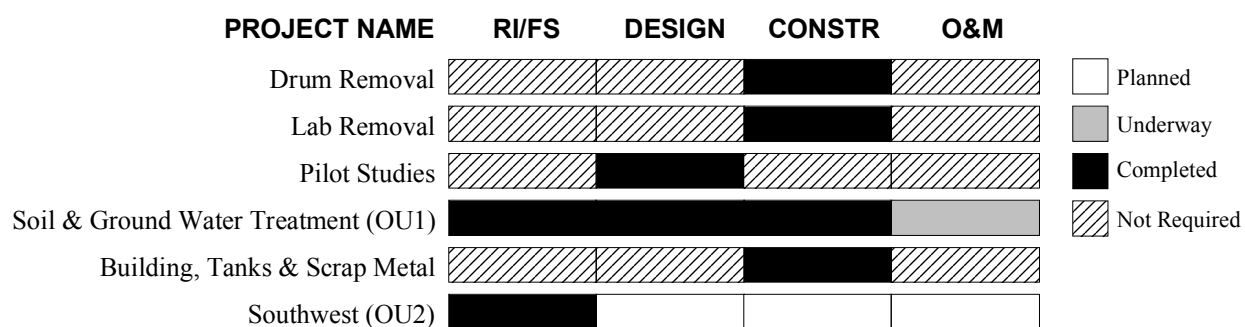 PROJECT NAME RI/FS DESIGN CONSTR O&M
Drum Removal
Planned
Lab Removal
Underway
Pilot Studies
Completed
Soil & Ground Water Treatment (OU1)
Not Required
Building, Tanks & Scrap Metal
Southwest (OU2)